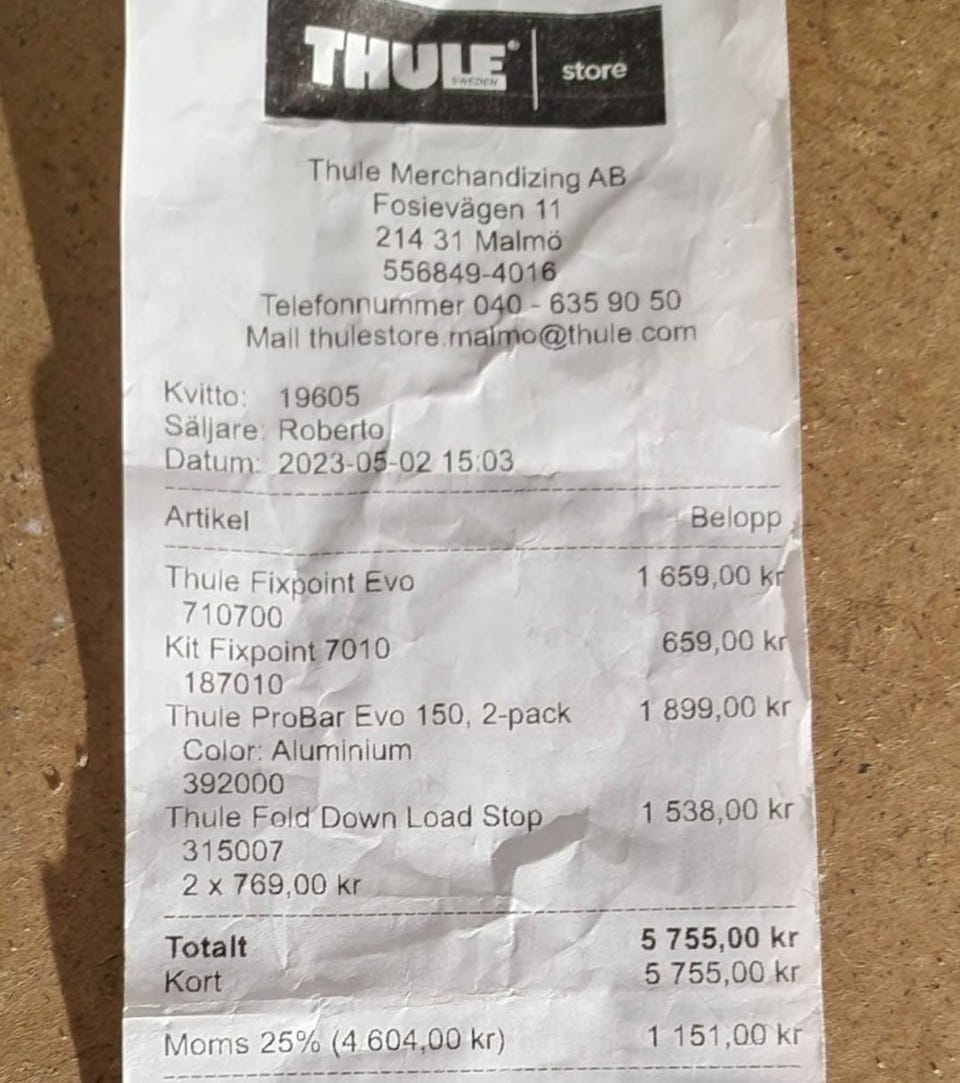 THULE® SWEDEN | store
Thule Merchandizing AB
Fosievägen 11
214 31 Malmö
556849-4016
Telefonnummer 040 - 635 90 50
Mail thulestore.malmo@thule.com
Kvitto: 19605
Säljare: Roberto
Datum: 2023-05-02 15:03
Artikel Belopp
Thule Fixpoint Evo 1 659,00 kr
710700
Kit Fixpoint 7010 659,00 kr
187010
Thule ProBar Evo 150, 2-pack 1 899,00 kr
Color: Aluminium
392000
Thule Fold Down Load Stop 1 538,00 kr
315007
2 x 769,00 kr
Totalt 5 755,00 kr
Kort 5 755,00 kr
Moms 25% (4 604,00 kr) 1 151,00 kr